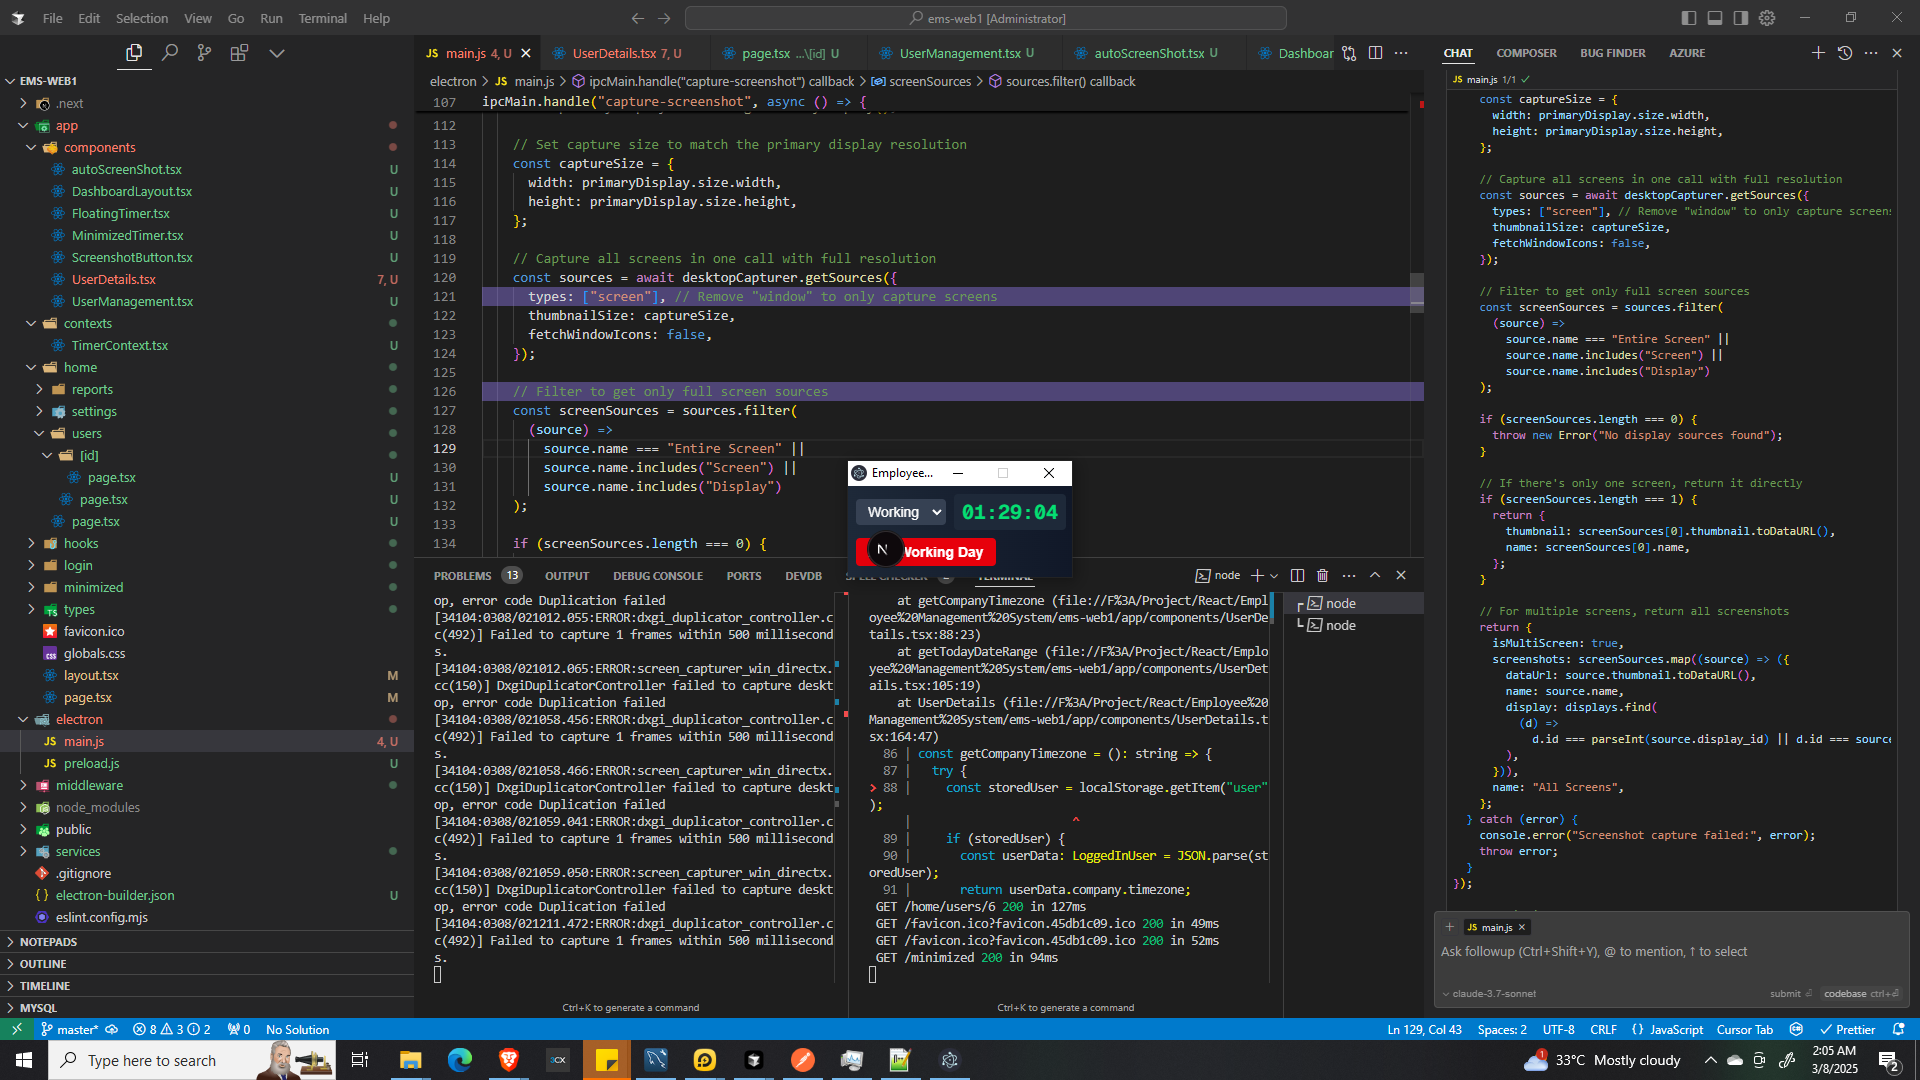 File Edit Selection View Go Run Terminal Help
ems-web1 [Administrator]
EMS-WEB1
.next
app
components
autoScreenShot.tsx U
DashboardLayout.tsx U
FloatingTimer.tsx U
MinimizedTimer.tsx U
ScreenshotButton.tsx U
UserDetails.tsx 7, U
UserManagement.tsx U
contexts
TimerContext.tsx U
home
reports
settings
users
[id]
page.tsx U
page.tsx U
page.tsx U
hooks
login
minimized
types
favicon.ico
globals.css
layout.tsx M
page.tsx M
electron
JS main.js 4, U
JS preload.js U
middleware
node_modules
public
services
.gitignore
{ } electron-builder.json U
eslint.config.mjs
NOTEPADS
OUTLINE
TIMELINE
MYSQL
JS main.js 4, U
UserDetails.tsx 7, U
page.tsx ...\[id] U
UserManagement.tsx U
autoScreenShot.tsx U
Dashboar
electron > JS main.js > ipcMain.handle("capture-screenshot") callback > screenSources > sources.filter() callback
107 ipcMain.handle("capture-screenshot", async () => {
112
113 // Set capture size to match the primary display resolution
114 const captureSize = {
115 width: primaryDisplay.size.width,
116 height: primaryDisplay.size.height,
117 };
118
119 // Capture all screens in one call with full resolution
120 const sources = await desktopCapturer.getSources({
121 types: ["screen"], // Remove "window" to only capture screens
122 thumbnailSize: captureSize,
123 fetchWindowIcons: false,
124 });
125
126 // Filter to get only full screen sources
127 const screenSources = sources.filter(
128 (source) =>
129 source.name === "Entire Screen" ||
130 source.name.includes("Screen") ||
131 source.name.includes("Display")
132 );
133
134 if (screenSources.length === 0) {
Employee...
Working 01:29:04
N Working Day
PROBLEMS 13 OUTPUT DEBUG CONSOLE PORTS DEVDB SPELL CHECKER TERMINAL
node
op, error code Duplication failed
[34104:0308/021012.055:ERROR:dxgi_duplicator_controller.c
c(492)] Failed to capture 1 frames within 500 millisecond
s.
[34104:0308/021012.065:ERROR:screen_capturer_win_directx.
cc(150)] DxgiDuplicatorController failed to capture deskt
op, error code Duplication failed
[34104:0308/021058.456:ERROR:dxgi_duplicator_controller.c
c(492)] Failed to capture 1 frames within 500 millisecond
s.
[34104:0308/021058.466:ERROR:screen_capturer_win_directx.
cc(150)] DxgiDuplicatorController failed to capture deskt
op, error code Duplication failed
[34104:0308/021059.041:ERROR:dxgi_duplicator_controller.c
c(492)] Failed to capture 1 frames within 500 millisecond
s.
[34104:0308/021059.050:ERROR:screen_capturer_win_directx.
cc(150)] DxgiDuplicatorController failed to capture deskt
op, error code Duplication failed
[34104:0308/021211.472:ERROR:dxgi_duplicator_controller.c
c(492)] Failed to capture 1 frames within 500 millisecond
s.
Ctrl+K to generate a command
at getCompanyTimezone (file://F%3A/Project/React/Empl
oyee%20Management%20System/ems-web1/app/components/UserDe
tails.tsx:88:23)
at getTodayDateRange (file://F%3A/Project/React/Emplo
yee%20Management%20System/ems-web1/app/components/UserDet
ails.tsx:105:19)
at UserDetails (file://F%3A/Project/React/Employee%20
Management%20System/ems-web1/app/components/UserDetails.t
sx:164:47)
86 | const getCompanyTimezone = (): string => {
87 | try {
> 88 | const storedUser = localStorage.getItem("user"
);
| ^
89 | if (storedUser) {
90 | const userData: LoggedInUser = JSON.parse(st
oredUser);
91 | return userData.company.timezone;
GET /home/users/6 200 in 127ms
GET /favicon.ico?favicon.45db1c09.ico 200 in 49ms
GET /favicon.ico?favicon.45db1c09.ico 200 in 52ms
GET /minimized 200 in 94ms
Ctrl+K to generate a command
node
node
CHAT COMPOSER BUG FINDER AZURE
JS main.js 1/1
const captureSize = {
width: primaryDisplay.size.width,
height: primaryDisplay.size.height,
};
// Capture all screens in one call with full resolution
const sources = await desktopCapturer.getSources({
types: ["screen"], // Remove "window" to only capture screens
thumbnailSize: captureSize,
fetchWindowIcons: false,
});
// Filter to get only full screen sources
const screenSources = sources.filter(
(source) =>
source.name === "Entire Screen" ||
source.name.includes("Screen") ||
source.name.includes("Display")
);
if (screenSources.length === 0) {
throw new Error("No display sources found");
}
// If there's only one screen, return it directly
if (screenSources.length === 1) {
return {
thumbnail: screenSources[0].thumbnail.toDataURL(),
name: screenSources[0].name,
};
}
// For multiple screens, return all screenshots
return {
isMultiScreen: true,
screenshots: screenSources.map((source) => ({
dataUrl: source.thumbnail.toDataURL(),
name: source.name,
display: displays.find(
(d) =>
d.id === parseInt(source.display_id) || d.id === source
),
})),
name: "All Screens",
};
} catch (error) {
console.error("Screenshot capture failed:", error);
throw error;
}
});
JS main.js
Ask followup (Ctrl+Shift+Y), @ to mention, ↑ to select
claude-3.7-sonnet submit codebase ctrl+
master* 8 3 2 0 No Solution
Ln 129, Col 43 Spaces: 2 UTF-8 CRLF { } JavaScript Cursor Tab Prettier
Type here to search
33°C Mostly cloudy
2:05 AM
3/8/2025
2